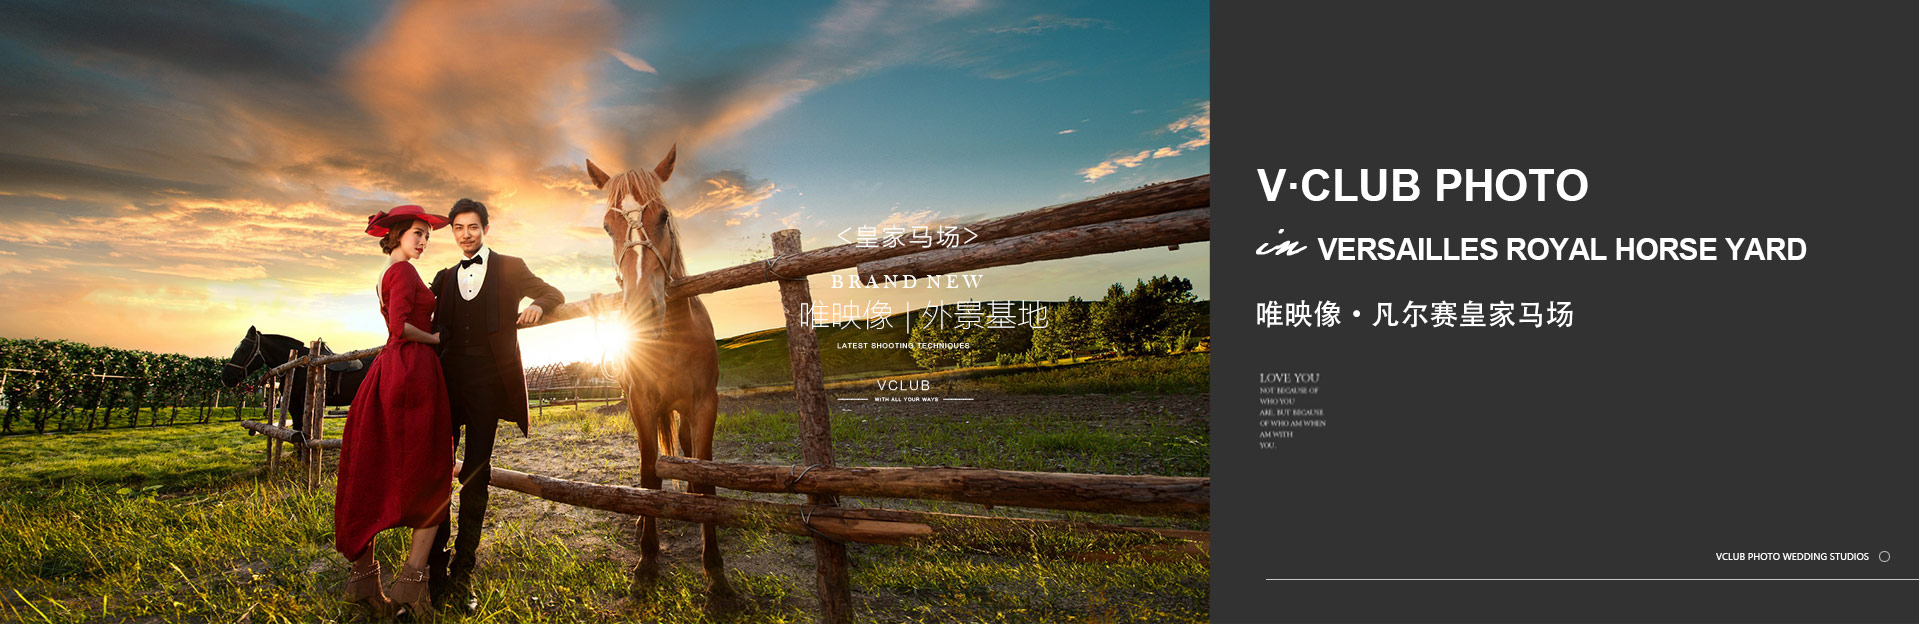 <皇家马场>
BRAND NEW
唯映像 | 外景基地
LATEST SHOOTING TECHNIQUES
VCLUB
WITH ALL YOUR WAYS
V·CLUB PHOTO
in VERSAILLES ROYAL HORSE YARD
唯映像•凡尔赛皇家马场
LOVE YOU
NOT BECAUSE OF
WHO YOU
ARE. BUT BECAUSE
OF WHO AM WHEN
AM WITH
YOU.
VCLUB PHOTO WEDDING STUDIOS